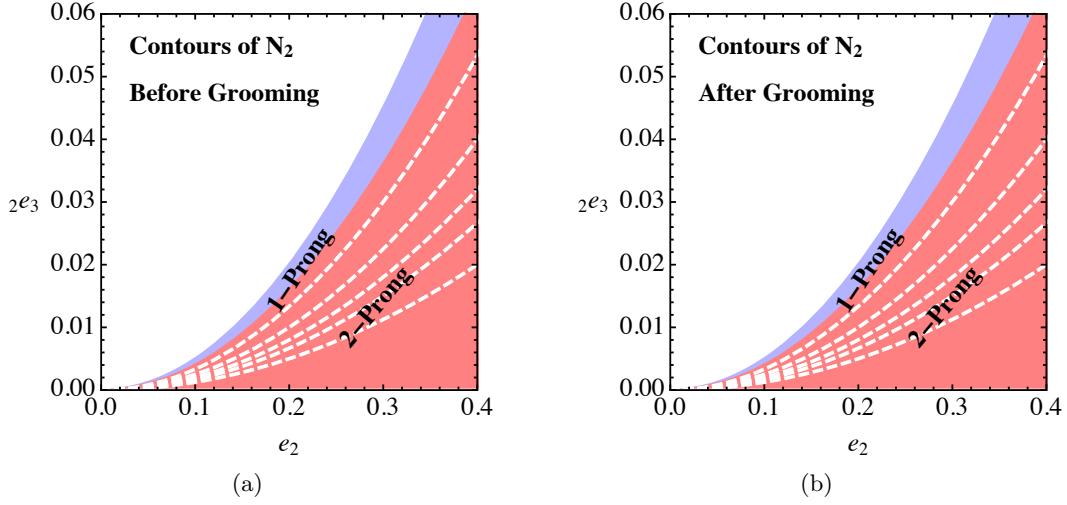 Contours of N2
Before Grooming
1−Prong
2−Prong
0.06
0.05
0.04
0.03
0.02
0.01
0.00
2e3
0.0
0.1
0.2
0.3
0.4
e2
(a)
Contours of N2
After Grooming
1−Prong
2−Prong
0.06
0.05
0.04
0.03
0.02
0.01
0.00
2e3
0.0
0.1
0.2
0.3
0.4
e2
(b)